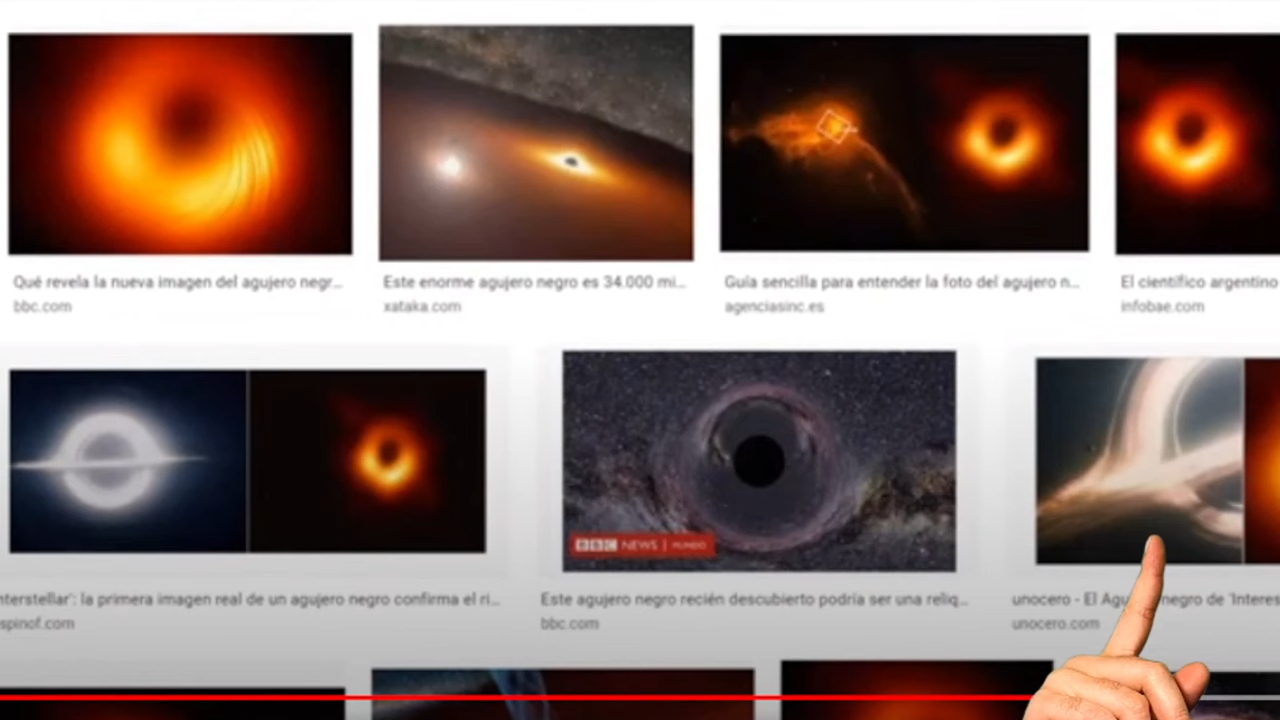 Qué revela la nueva imagen del agujero negr...
bbc.com
Este enorme agujero negro es 34.000 mi...
xataka.com
Guía sencilla para entender la foto del agujero n...
agenciasinc.es
El científico argentino
infobae.com
BBC NEWS | MUNDO
nterstellar': la primera imagen real de un agujero negro confirma el ri...
spinof.com
Este agujero negro recién descubierto podría ser una reliq...
bbc.com
unocero - El Ag negro de 'Interes
unocero.com